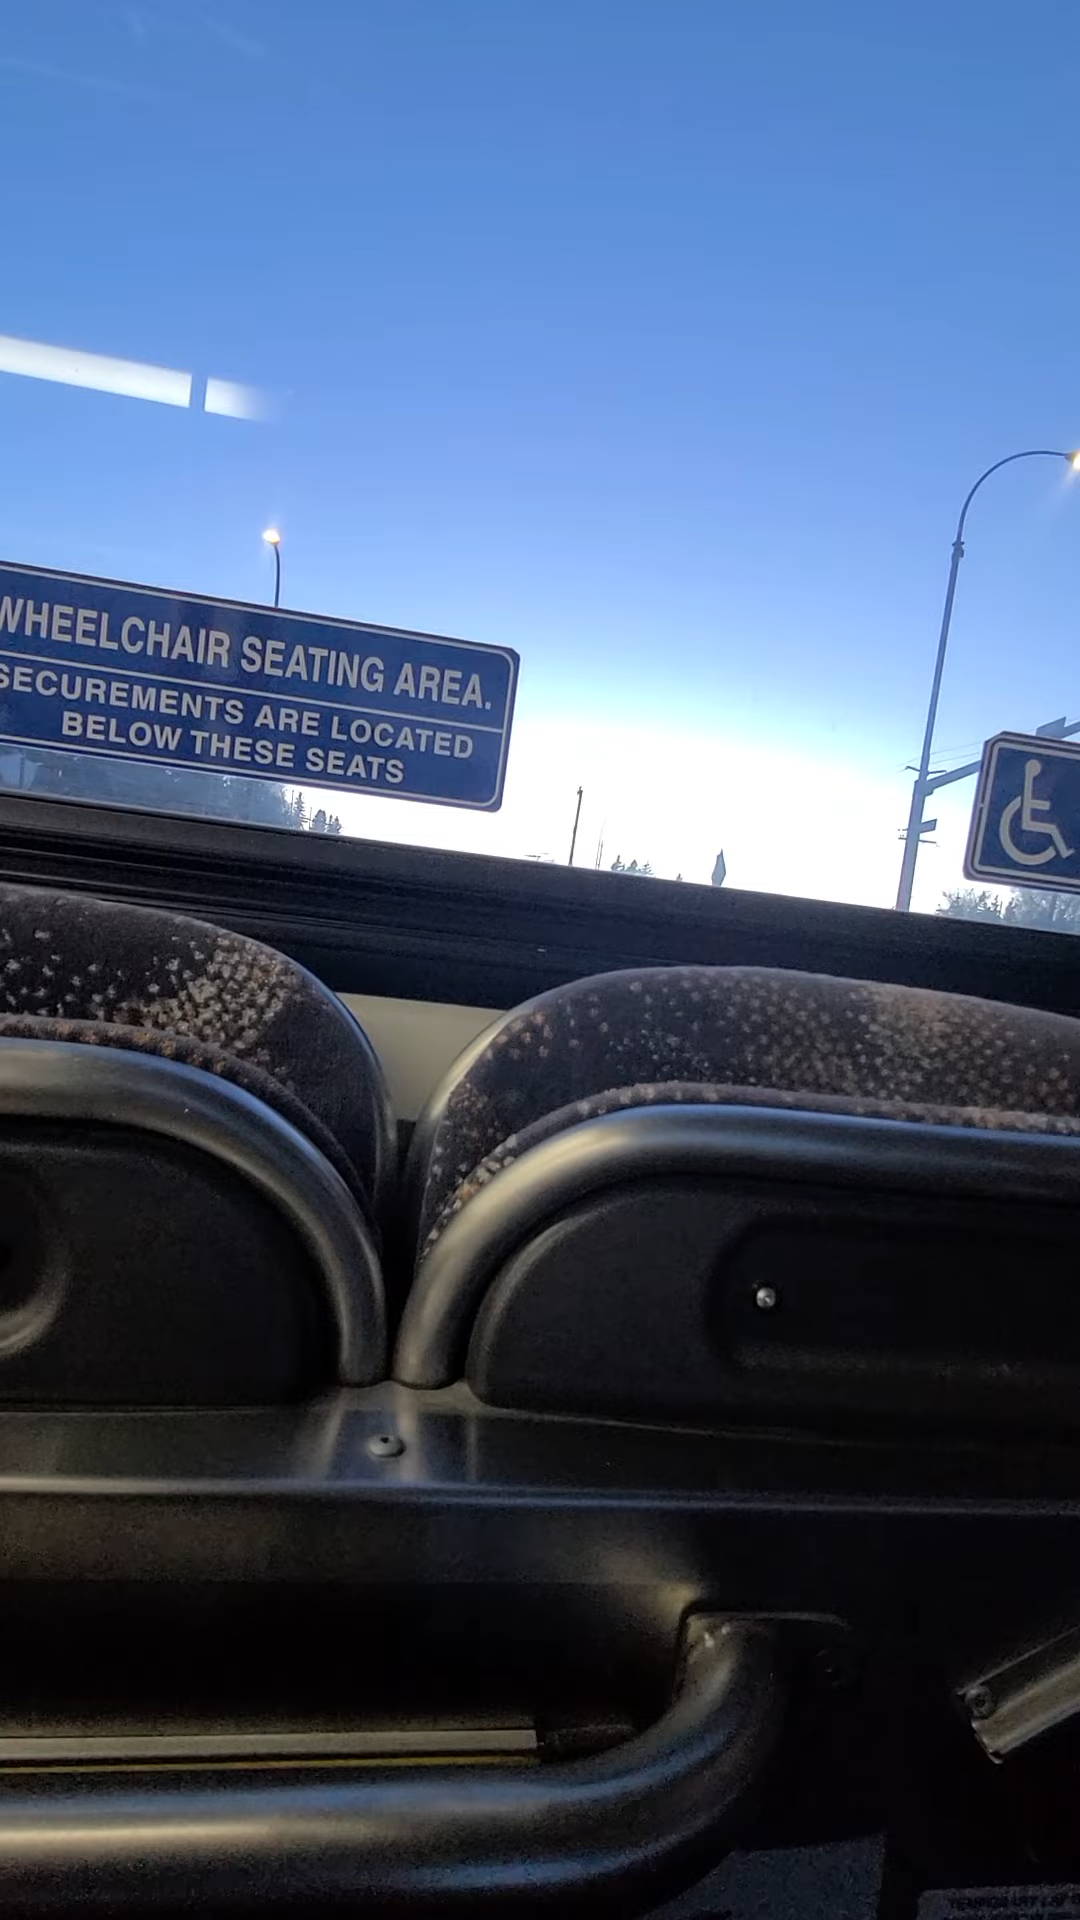 WHEELCHAIR SEATING AREA.
SECUREMENTS ARE LOCATED
BELOW THESE SEATS